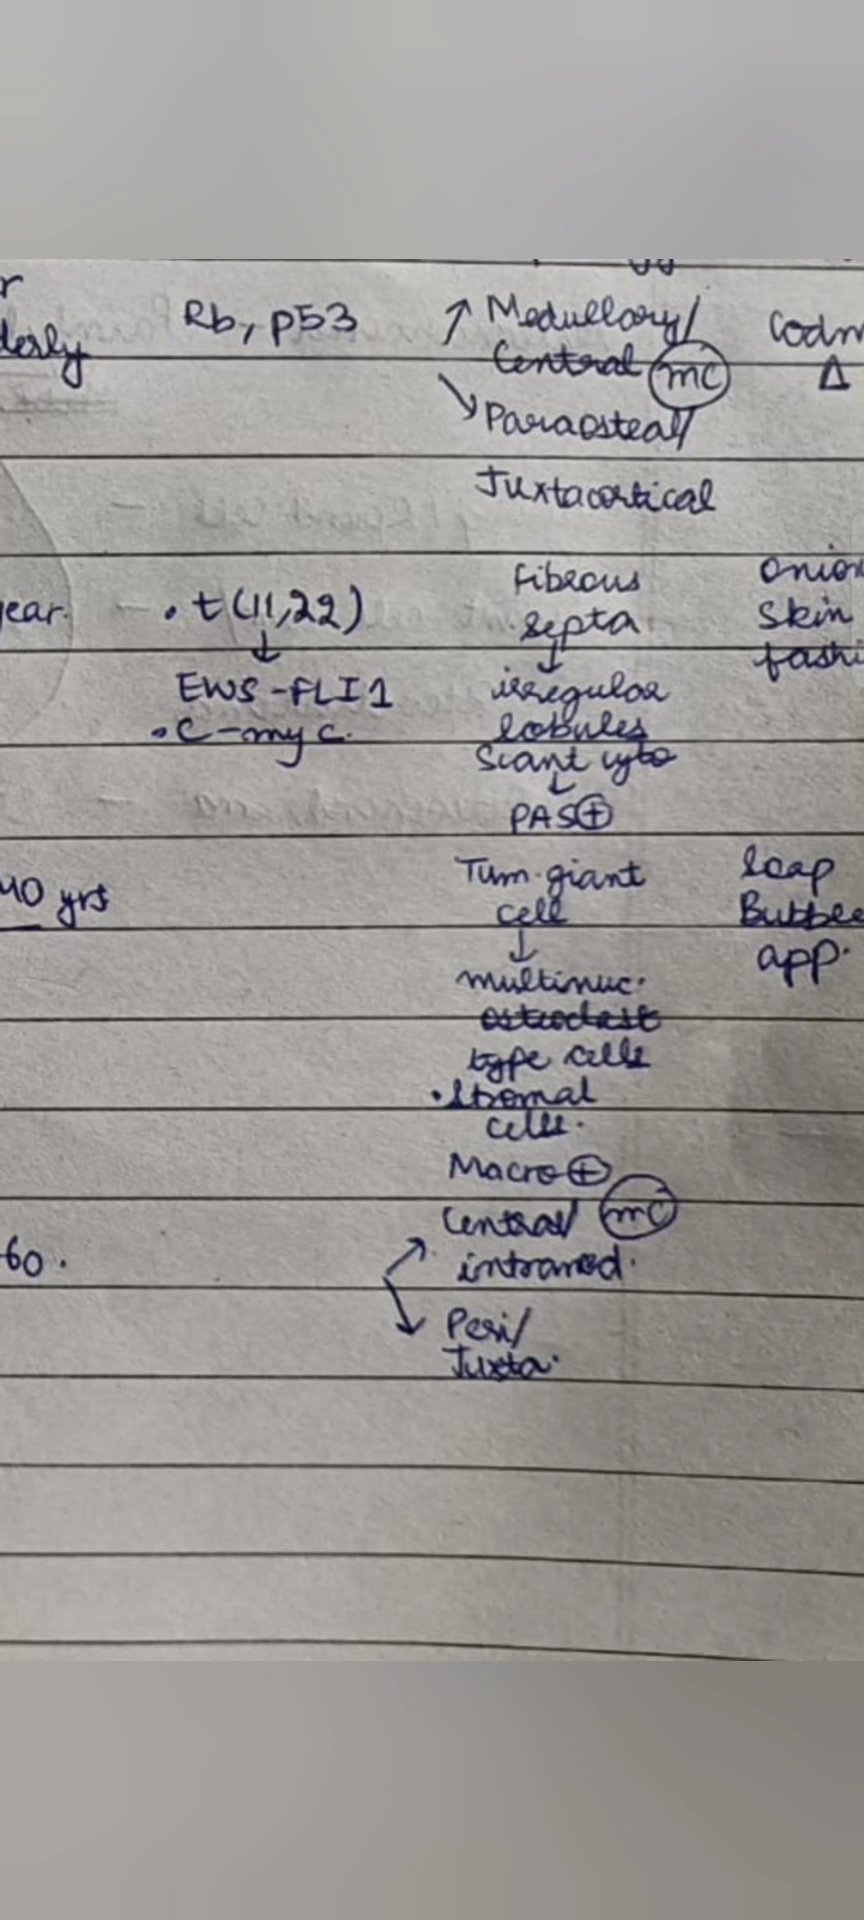 Rb, p53
↗ Medullary/
Central (mc)
↘ Paraosteal/
Juxtacortical
Codm
Δ
year.
• t(11,22)
↓
EWS-FLI1
• C-myc.
Fibrous
septa
↓
irregular
lobules
Scant cyto
↓
PAS⊕
Onion
Skin
fashi
40 yrs
Tum. giant
cell
↓
multinuc.
osteoclast
type cells
• Stromal
cells.
Macro ⊕
Soap
Bubble
app.
60.
↗ Central/ (mc)
intramed.
↘ Peri/
Juxta.